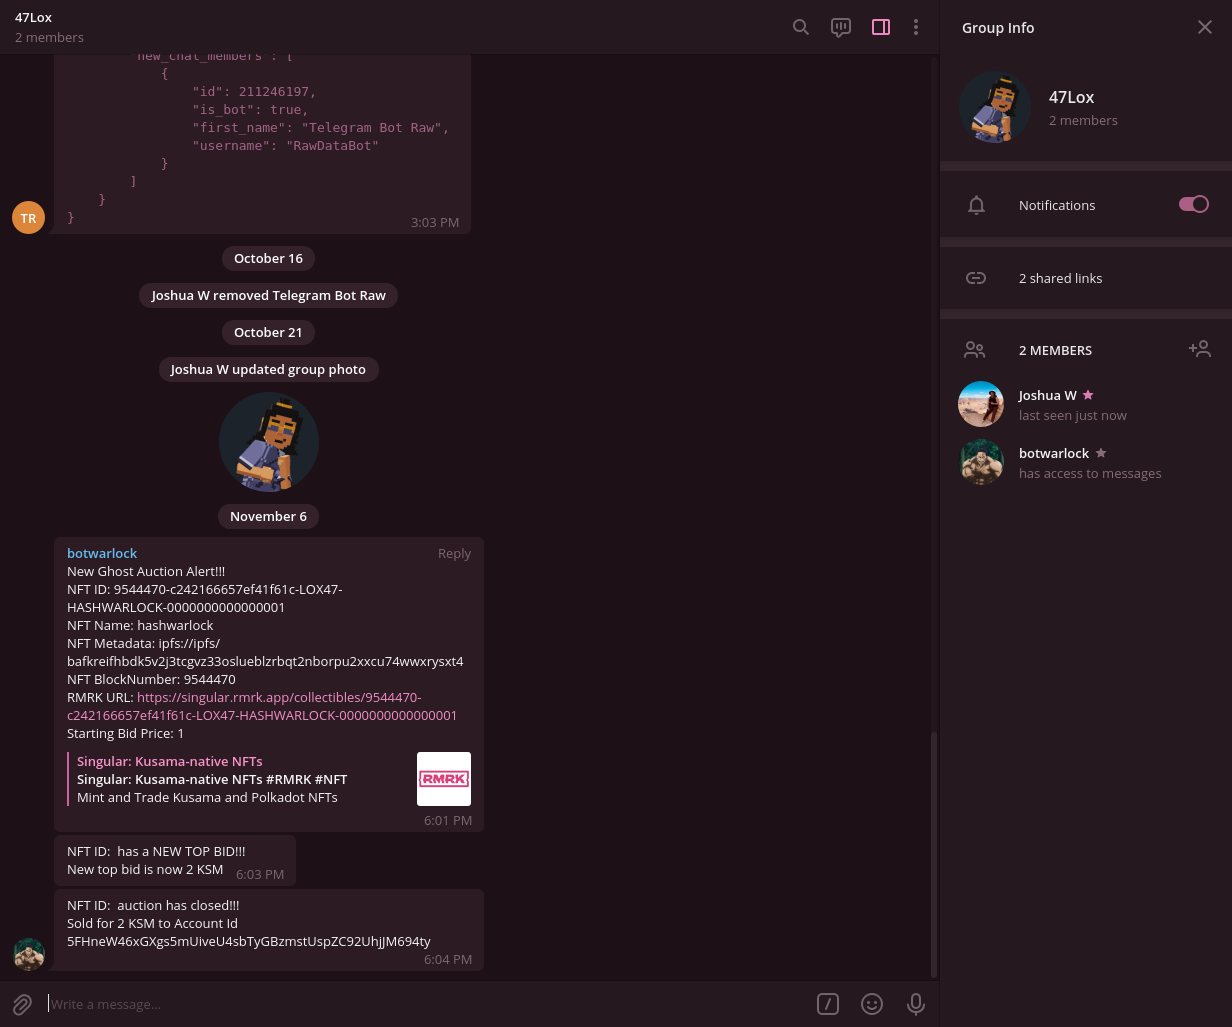 47Lox
2 members
"new_chat_members": [
{
"id": 211246197,
"is_bot": true,
"first_name": "Telegram Bot Raw",
"username": "RawDataBot"
}
]
}
}
TR
3:03 PM
October 16
Joshua W removed Telegram Bot Raw
October 21
Joshua W updated group photo
November 6
botwarlock Reply
New Ghost Auction Alert!!!
NFT ID: 9544470-c242166657ef41f61c-LOX47-
HASHWARLOCK-0000000000000001
NFT Name: hashwarlock
NFT Metadata: ipfs://ipfs/
bafkreifhbdk5v2j3tcgvz33oslueblzrbqt2nborpu2xxcu74wwxrysxt4
NFT BlockNumber: 9544470
RMRK URL: https://singular.rmrk.app/collectibles/9544470-
c242166657ef41f61c-LOX47-HASHWARLOCK-0000000000000001
Starting Bid Price: 1
Singular: Kusama-native NFTs
Singular: Kusama-native NFTs #RMRK #NFT
Mint and Trade Kusama and Polkadot NFTs
RMRK
6:01 PM
NFT ID:  has a NEW TOP BID!!!
New top bid is now 2 KSM
6:03 PM
NFT ID:  auction has closed!!!
Sold for 2 KSM to Account Id
5FHneW46xGXgs5mUiveU4sbTyGBzmstUspZC92UhjJM694ty
6:04 PM
Write a message...
Group Info
47Lox
2 members
Notifications
2 shared links
2 MEMBERS
Joshua W
last seen just now
botwarlock
has access to messages